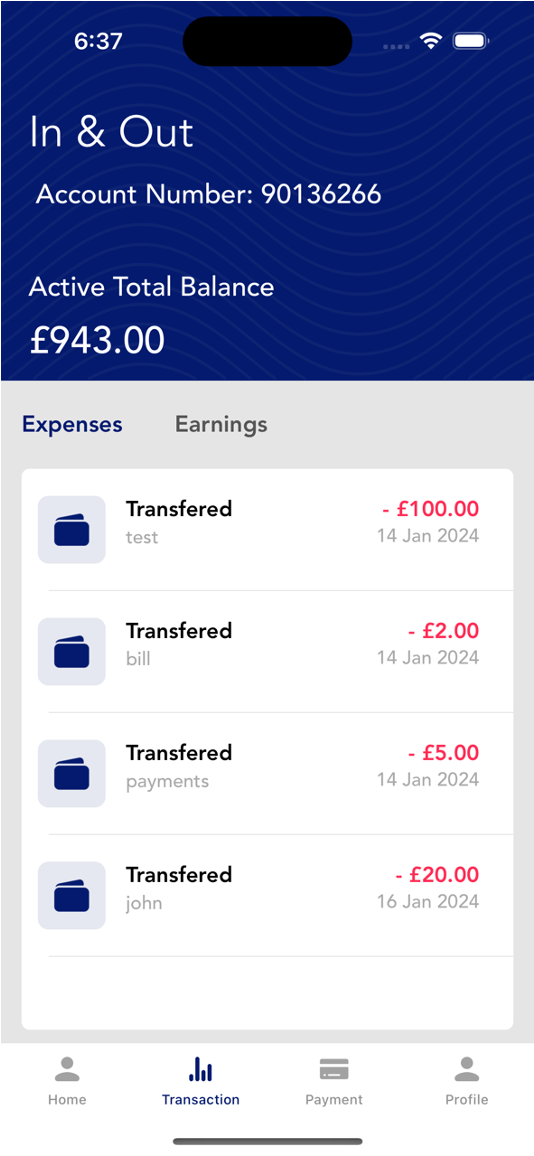 6:37
In & Out
Account Number: 90136266
Active Total Balance
£943.00
Expenses Earnings
Transfered - £100.00
test 14 Jan 2024
Transfered - £2.00
bill 14 Jan 2024
Transfered - £5.00
payments 14 Jan 2024
Transfered - £20.00
john 16 Jan 2024
Home Transaction Payment Profile